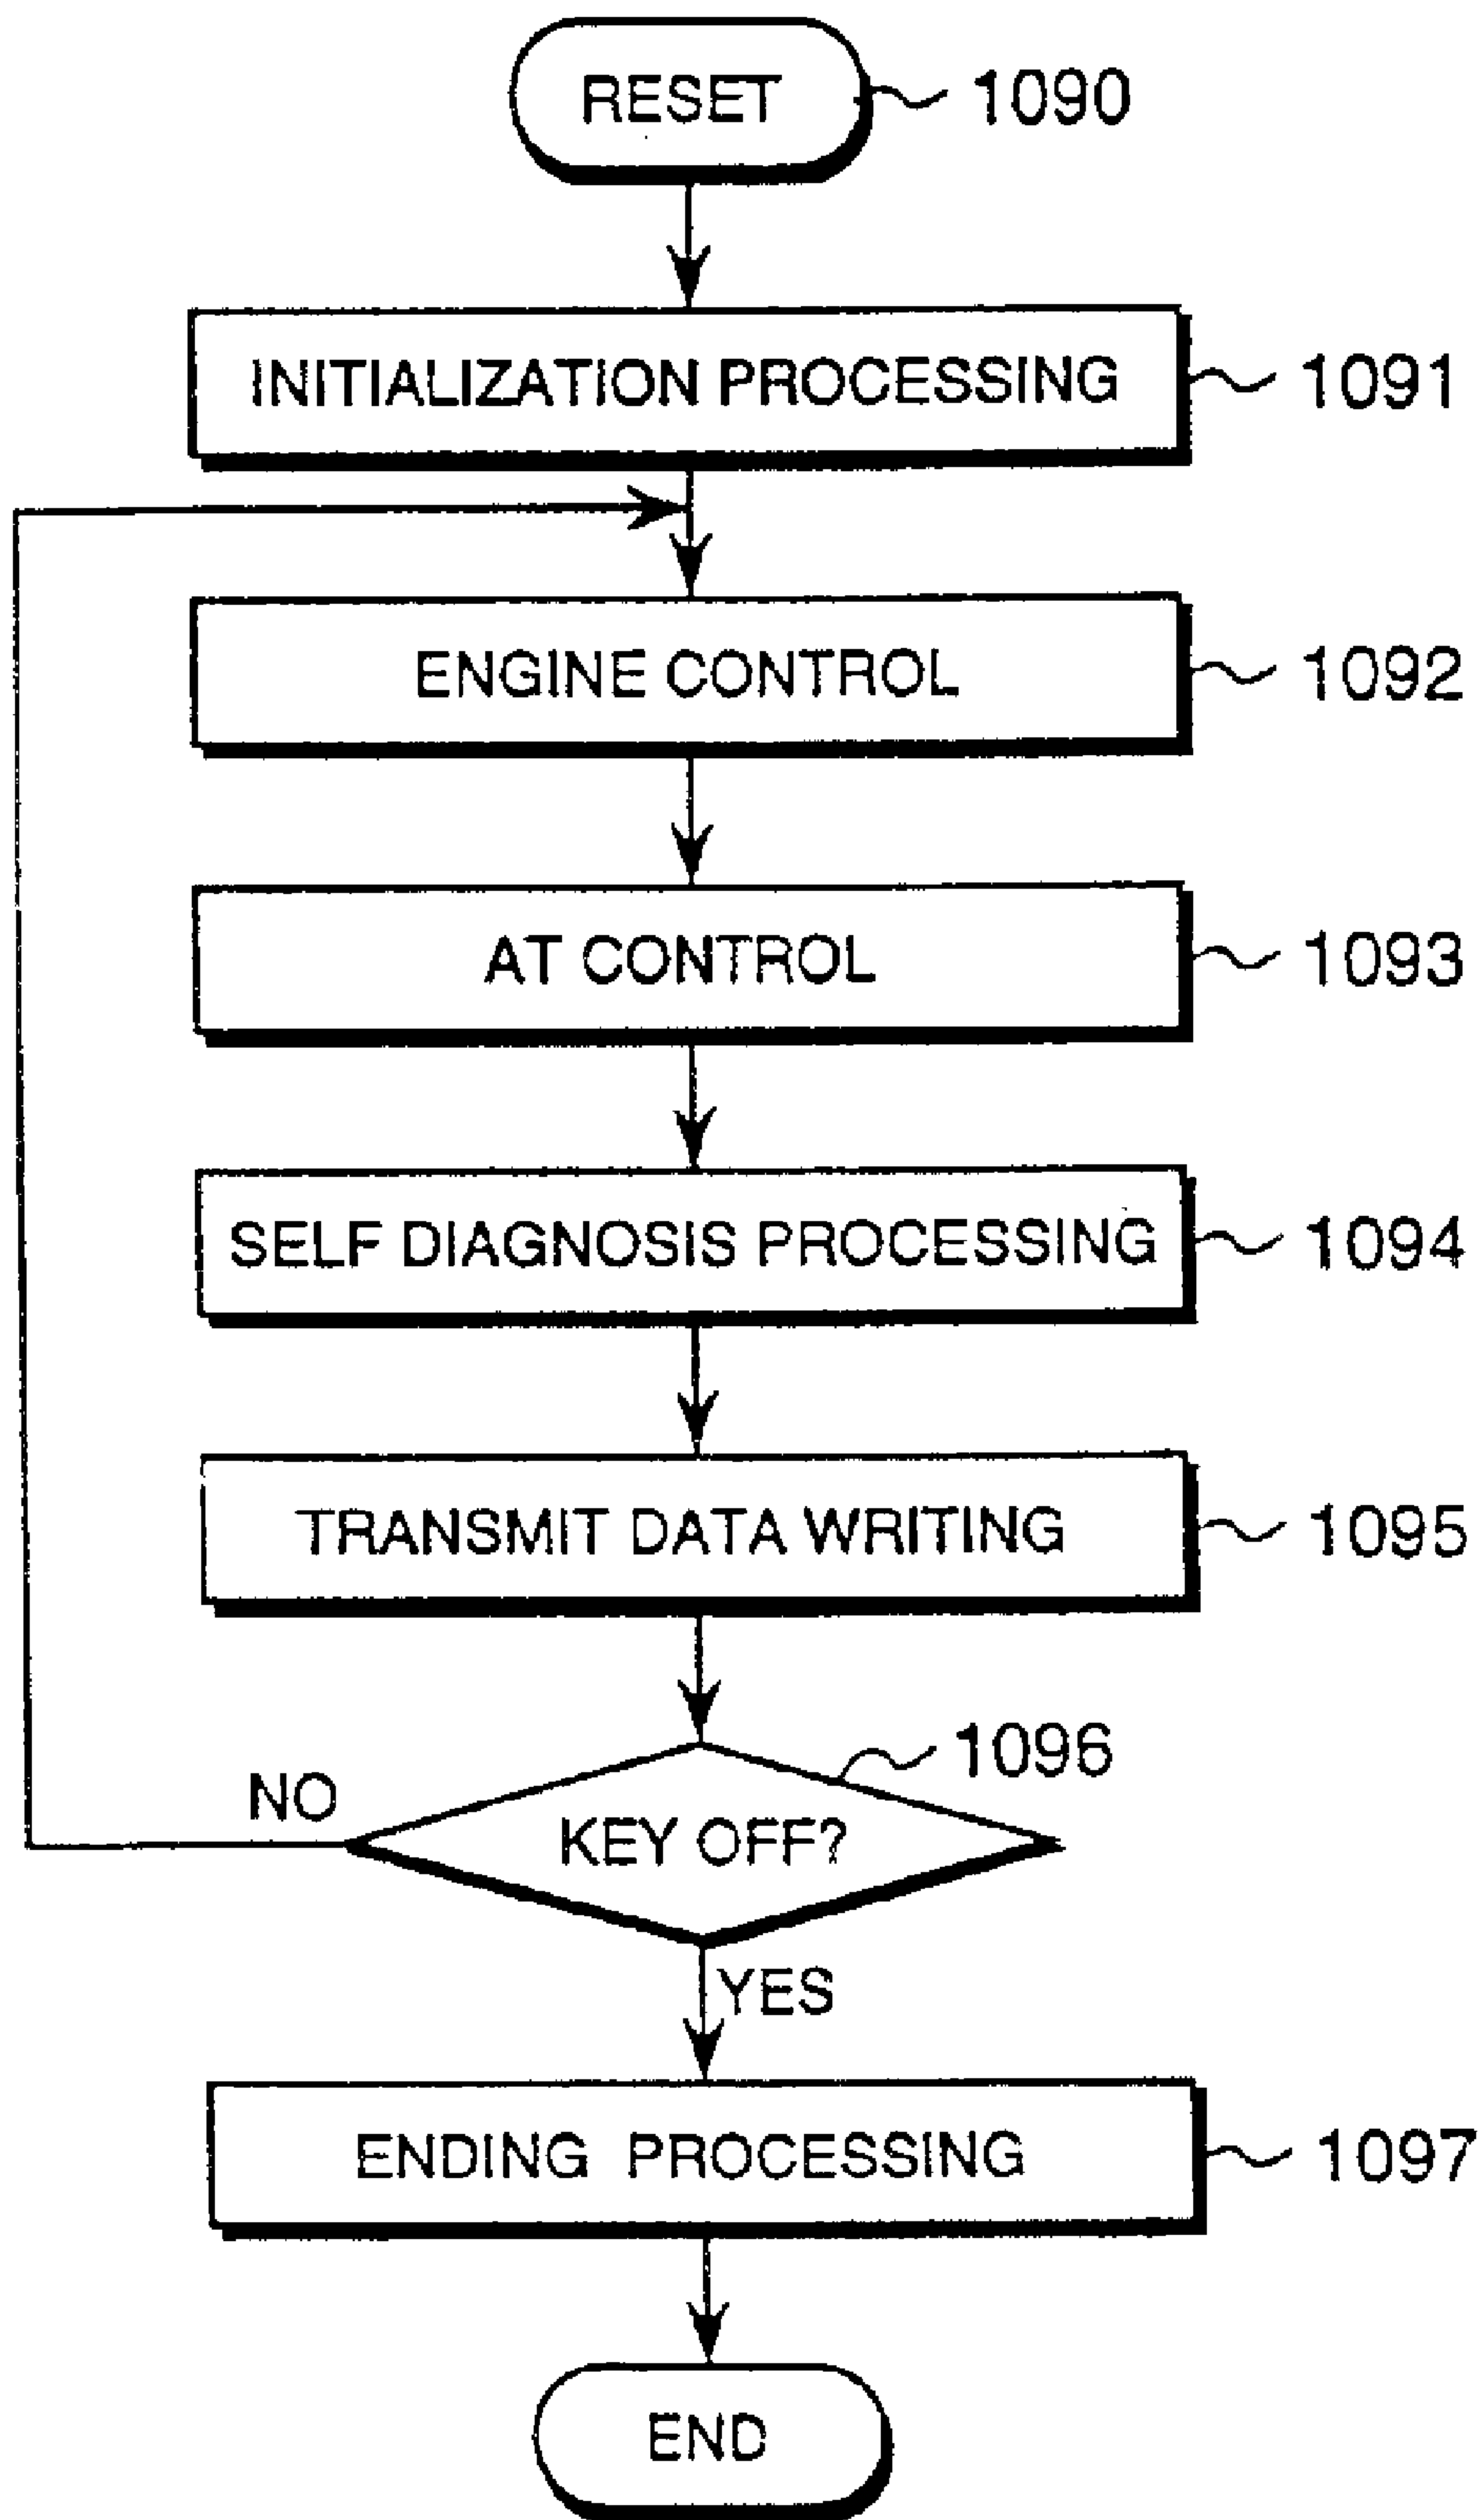 RESET 1090
INITIALIZATION PROCESSING 1091
ENGINE CONTROL 1092
AT CONTROL 1093
SELF DIAGNOSIS PROCESSING 1094
TRANSMIT DATA WRITING 1095
1096
NO
KEY OFF?
YES
ENDING PROCESSING 1097
END